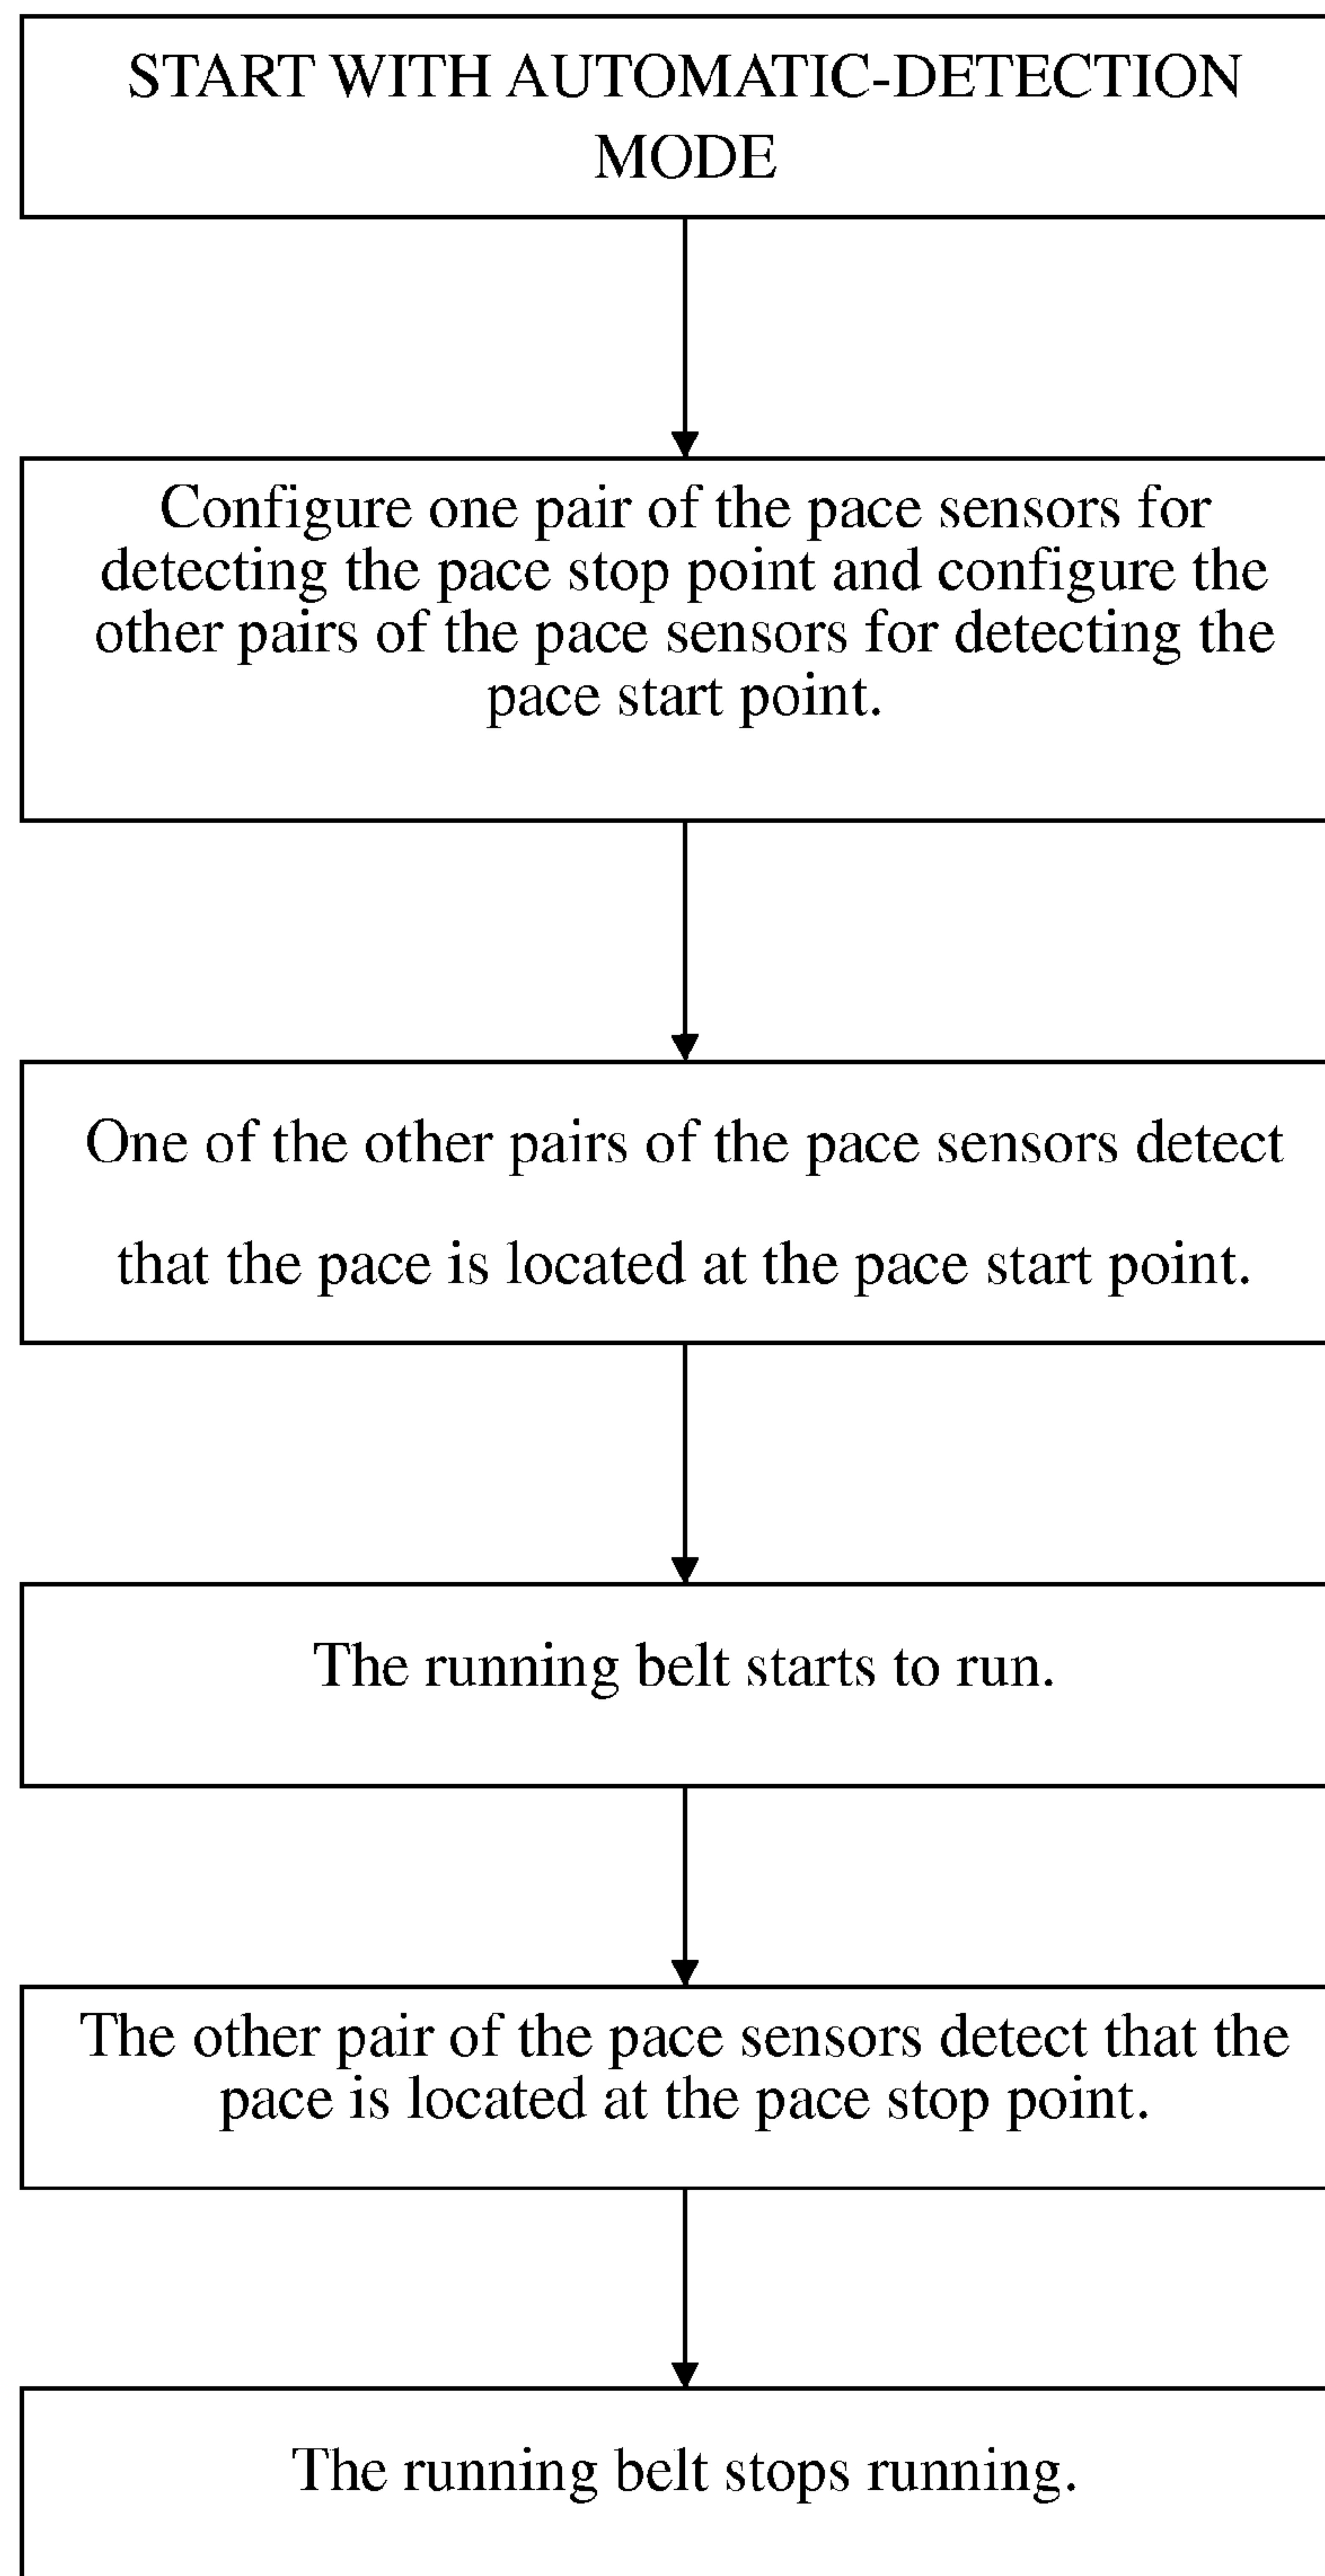 START WITH AUTOMATIC-DETECTION
MODE
Configure one pair of the pace sensors for
detecting the pace stop point and configure the
other pairs of the pace sensors for detecting the
pace start point.
One of the other pairs of the pace sensors detect
that the pace is located at the pace start point.
The running belt starts to run.
The other pair of the pace sensors detect that the
pace is located at the pace stop point.
The running belt stops running.